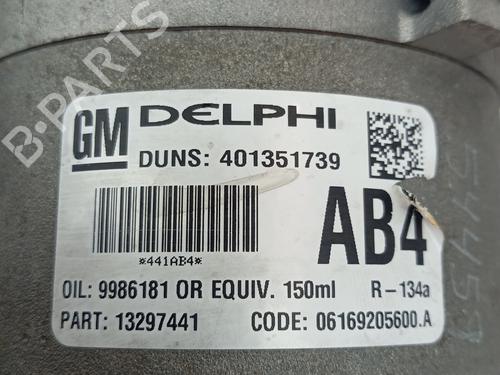 B-PARTS
GM DELPHI
DUNS: 401351739
AB4
*441AB4*
OIL: 9986181 OR EQUIV. 150ml R-134a
PART: 13297441 CODE: 06169205600.A